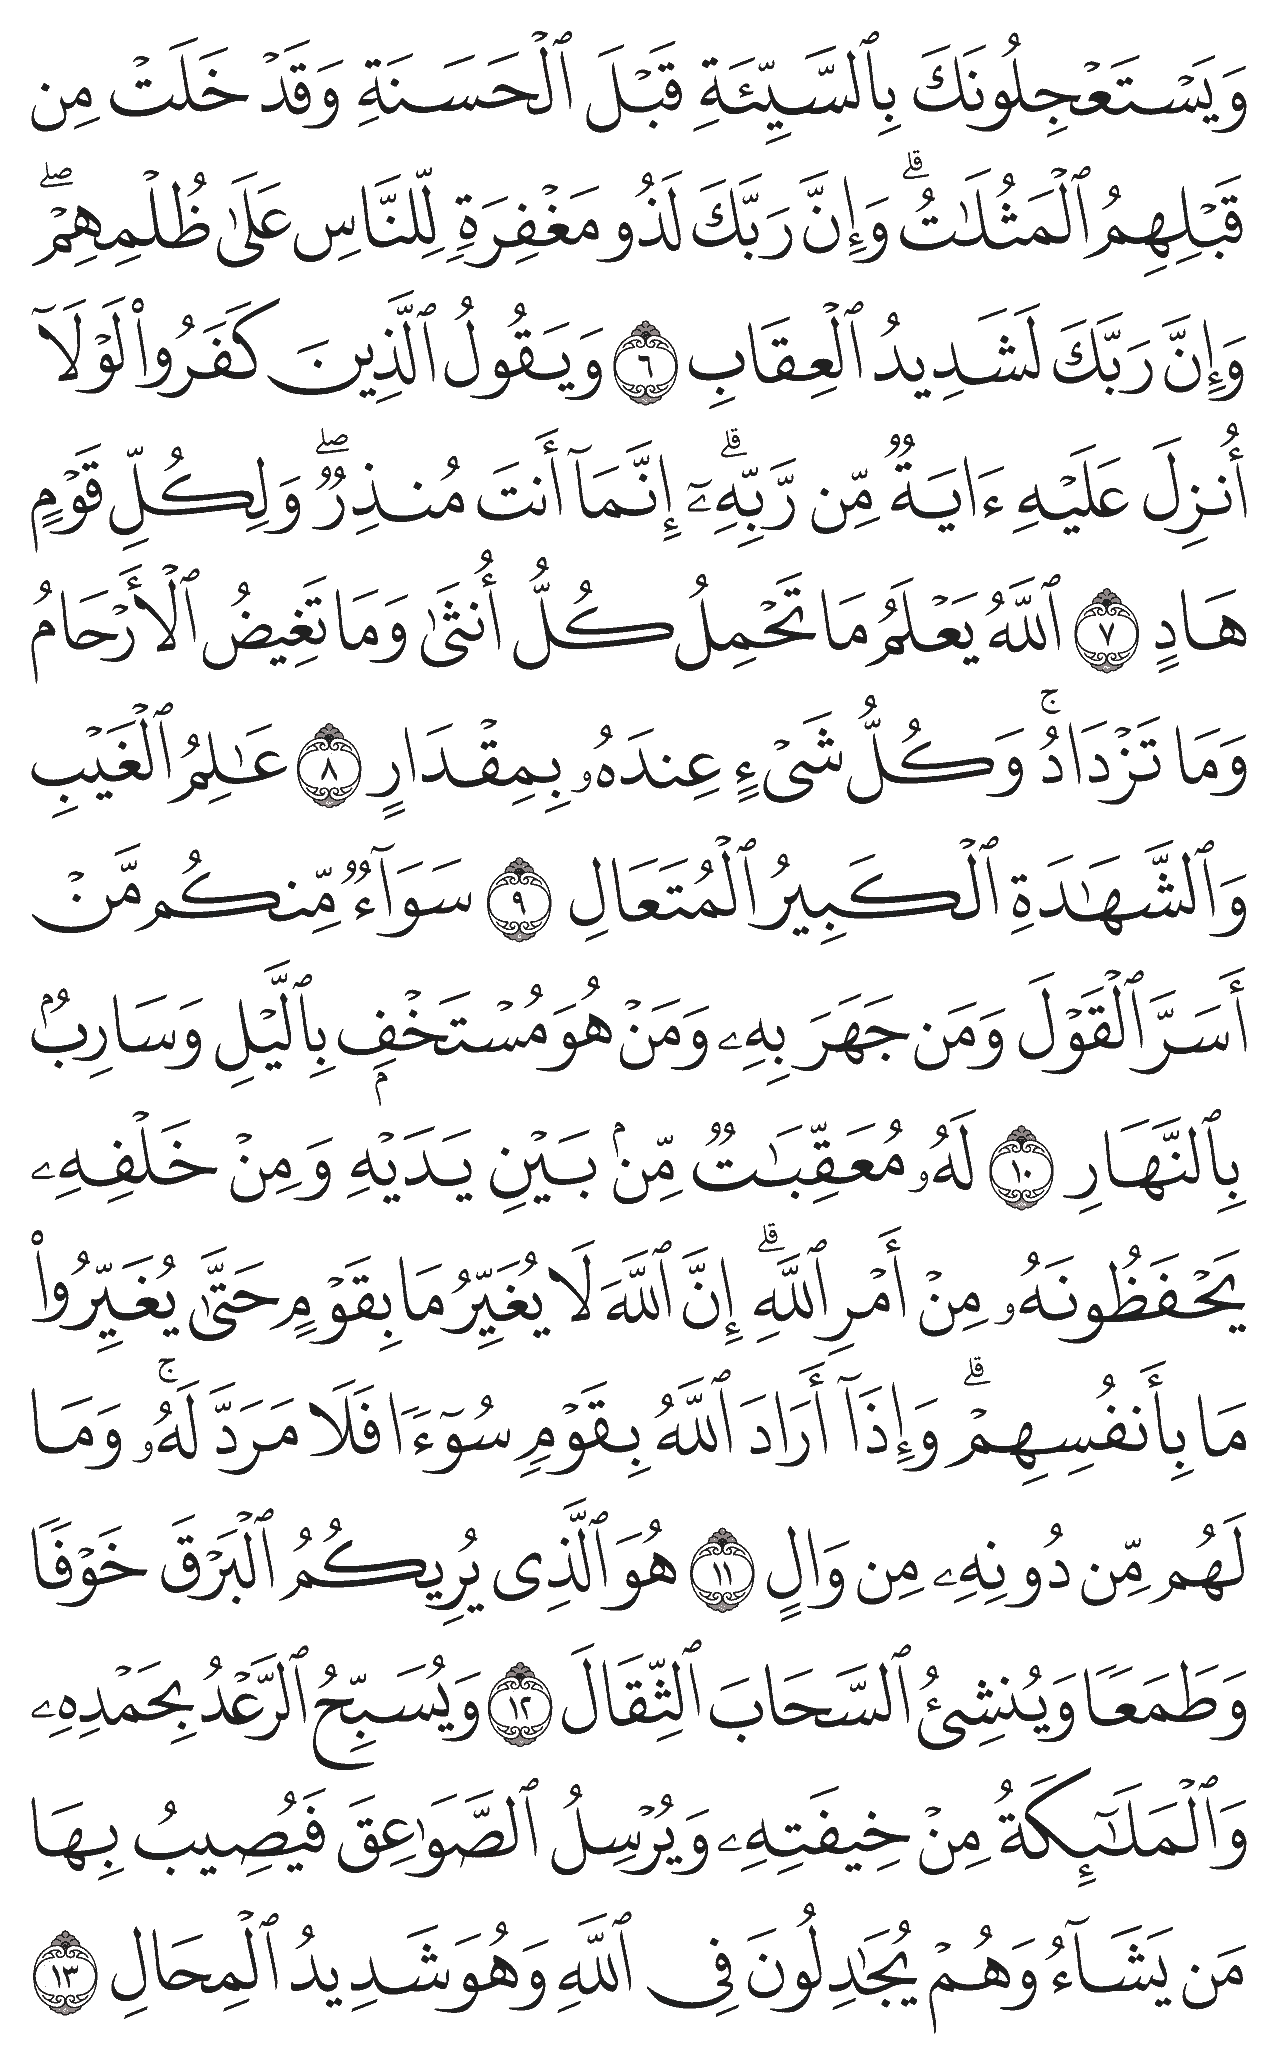 وَيَسۡتَعۡجِلُونَكَ بِٱلسَّيِّئَةِ قَبۡلَ ٱلۡحَسَنَةِ وَقَدۡ خَلَتۡ مِن
قَبۡلِهِمُ ٱلۡمَثُلَٰتُۗ وَإِنَّ رَبَّكَ لَذُو مَغۡفِرَةٖ لِّلنَّاسِ عَلَىٰ ظُلۡمِهِمۡۖ
وَإِنَّ رَبَّكَ لَشَدِيدُ ٱلۡعِقَابِ ٦ وَيَقُولُ ٱلَّذِينَ كَفَرُواْ لَوۡلَآ
أُنزِلَ عَلَيۡهِ ءَايَةٞ مِّن رَّبِّهِۦٓۗ إِنَّمَآ أَنتَ مُنذِرٞۖ وَلِكُلِّ قَوۡمٍ
هَادٍ ٧ ٱللَّهُ يَعۡلَمُ مَا تَحۡمِلُ كُلُّ أُنثَىٰ وَمَا تَغِيضُ ٱلۡأَرۡحَامُ
وَمَا تَزۡدَادُۚ وَكُلُّ شَيۡءٍ عِندَهُۥ بِمِقۡدَارٍ ٨ عَٰلِمُ ٱلۡغَيۡبِ
وَٱلشَّهَٰدَةِ ٱلۡكَبِيرُ ٱلۡمُتَعَالِ ٩ سَوَآءٞ مِّنكُم مَّنۡ
أَسَرَّ ٱلۡقَوۡلَ وَمَن جَهَرَ بِهِۦ وَمَنۡ هُوَ مُسۡتَخۡفِۭ بِٱلَّيۡلِ وَسَارِبُۢ
بِٱلنَّهَارِ ١٠ لَهُۥ مُعَقِّبَٰتٞ مِّنۢ بَيۡنِ يَدَيۡهِ وَمِنۡ خَلۡفِهِۦ
يَحۡفَظُونَهُۥ مِنۡ أَمۡرِ ٱللَّهِۗ إِنَّ ٱللَّهَ لَا يُغَيِّرُ مَا بِقَوۡمٍ حَتَّىٰ يُغَيِّرُواْ
مَا بِأَنفُسِهِمۡۗ وَإِذَآ أَرَادَ ٱللَّهُ بِقَوۡمٖ سُوٓءٗا فَلَا مَرَدَّ لَهُۥۚ وَمَا
لَهُم مِّن دُونِهِۦ مِن وَالٍ ١١ هُوَ ٱلَّذِي يُرِيكُمُ ٱلۡبَرۡقَ خَوۡفٗا
وَطَمَعٗا وَيُنشِئُ ٱلسَّحَابَ ٱلثِّقَالَ ١٢ وَيُسَبِّحُ ٱلرَّعۡدُ بِحَمۡدِهِۦ
وَٱلۡمَلَٰٓئِكَةُ مِنۡ خِيفَتِهِۦ وَيُرۡسِلُ ٱلصَّوَٰعِقَ فَيُصِيبُ بِهَا
مَن يَشَآءُ وَهُمۡ يُجَٰدِلُونَ فِي ٱللَّهِ وَهُوَ شَدِيدُ ٱلۡمِحَالِ ١٣